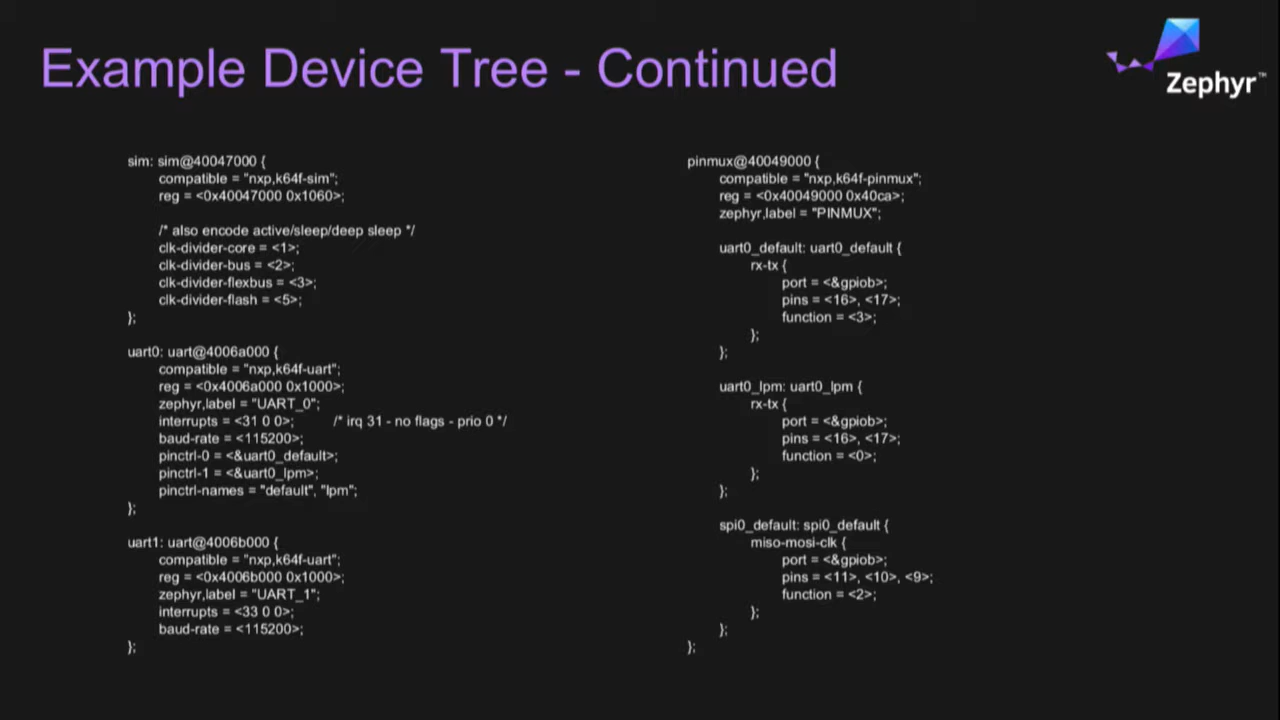 Example Device Tree - Continued
Zephyr™
sim: sim@40047000 {
compatible = "nxp,k64f-sim";
reg = <0x40047000 0x1060>;
/* also encode active/sleep/deep sleep */
clk-divider-core = <1>;
clk-divider-bus = <2>;
clk-divider-flexbus = <3>;
clk-divider-flash = <5>;
};
uart0: uart@4006a000 {
compatible = "nxp,k64f-uart";
reg = <0x4006a000 0x1000>;
zephyr,label = "UART_0";
interrupts = <31 0 0>; /* irq 31 - no flags - prio 0 */
baud-rate = <115200>;
pinctrl-0 = <&uart0_default>;
pinctrl-1 = <&uart0_lpm>;
pinctrl-names = "default", "lpm";
};
uart1: uart@4006b000 {
compatible = "nxp,k64f-uart";
reg = <0x4006b000 0x1000>;
zephyr,label = "UART_1";
interrupts = <33 0 0>;
baud-rate = <115200>;
};
pinmux@40049000 {
compatible = "nxp,k64f-pinmux";
reg = <0x40049000 0x40ca>;
zephyr,label = "PINMUX";
uart0_default: uart0_default {
rx-tx {
port = <&gpiob>;
pins = <16>, <17>;
function = <3>;
};
};
uart0_lpm: uart0_lpm {
rx-tx {
port = <&gpiob>;
pins = <16>, <17>;
function = <0>;
};
};
spi0_default: spi0_default {
miso-mosi-clk {
port = <&gpiob>;
pins = <11>, <10>, <9>;
function = <2>;
};
};
};